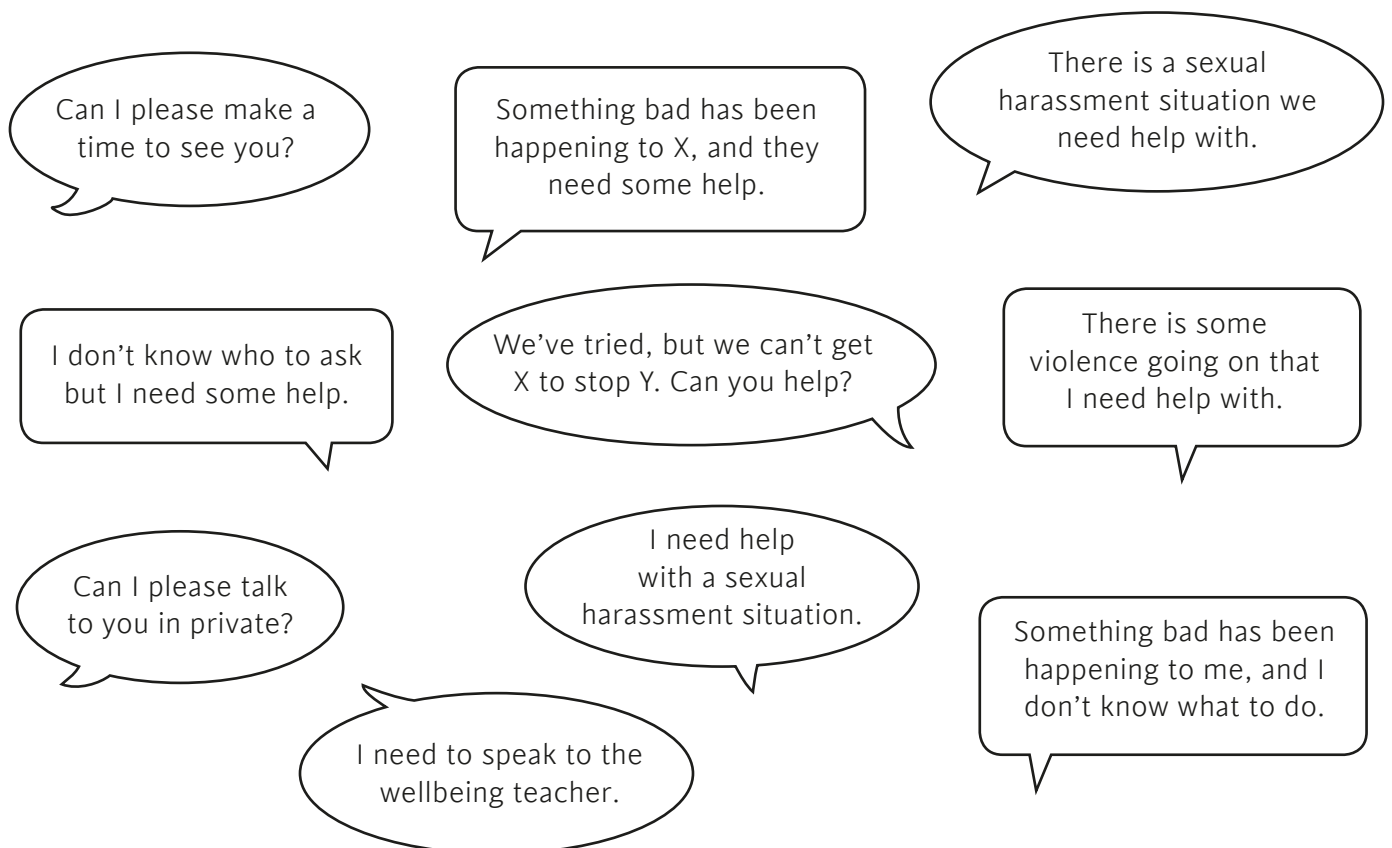 Can I please make a
time to see you?
Something bad has been
happening to X, and they
need some help.
There is a sexual
harassment situation we
need help with.
I don’t know who to ask
but I need some help.
We’ve tried, but we can’t get
X to stop Y. Can you help?
There is some
violence going on that
I need help with.
Can I please talk
to you in private?
I need help
with a sexual
harassment situation.
Something bad has been
happening to me, and I
don’t know what to do.
I need to speak to the
wellbeing teacher.